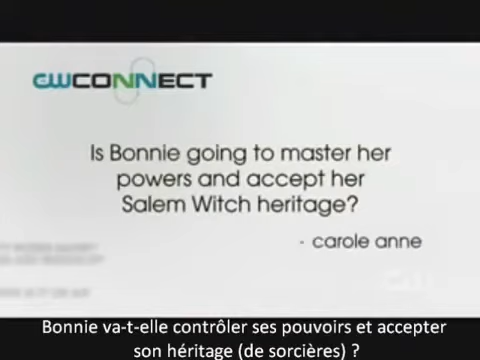 CWCONNECT
Is Bonnie going to master her
powers and accept her
Salem Witch heritage?
- carole anne
CW
Bonnie va-t-elle contrôler ses pouvoirs et accepter
son héritage (de sorcières) ?